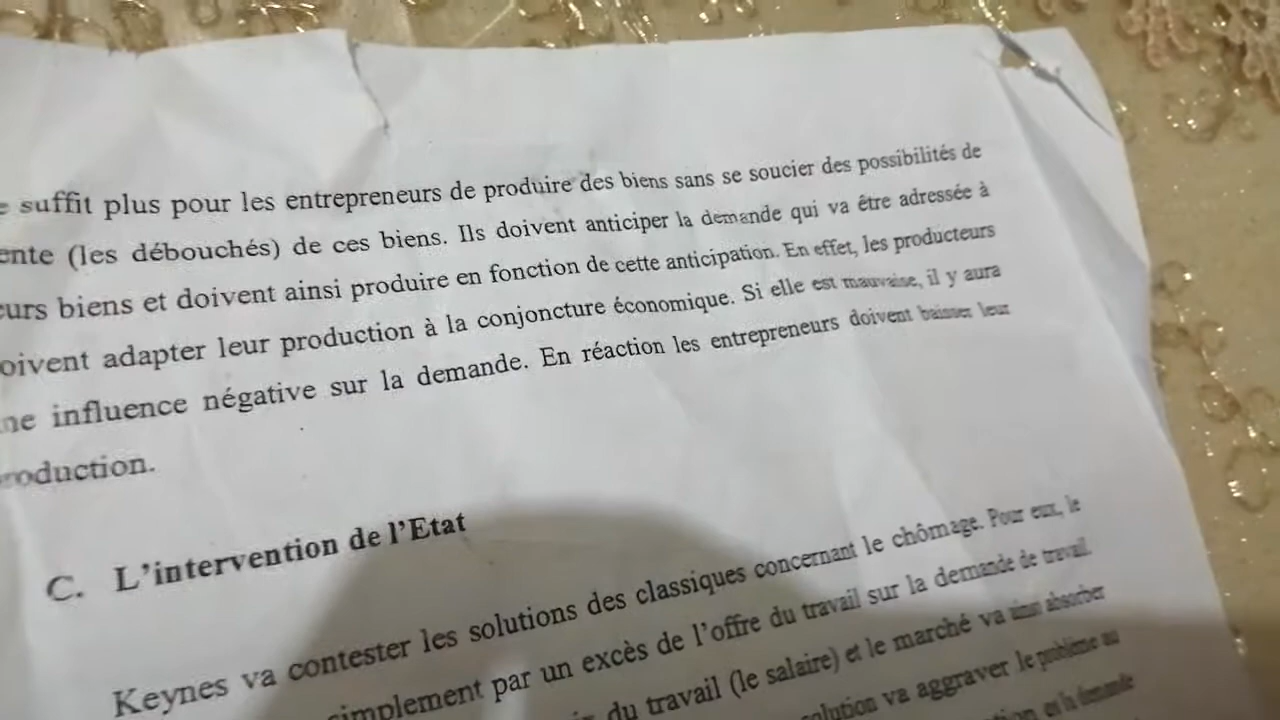 suffit plus pour les entrepreneurs de produire des biens sans se soucier des possibilités de
ente (les débouchés) de ces biens. Ils doivent anticiper la demande qui va être adressée à
eurs biens et doivent ainsi produire en fonction de cette anticipation. En effet, les producteurs
oivent adapter leur production à la conjoncture économique. Si elle est mauvaise, il y aura
ne influence négative sur la demande. En réaction les entrepreneurs doivent baisser leur
roduction.
C. L'intervention de l'Etat
Keynes va contester les solutions des classiques concernant le chômage. Pour eux, le
simplement par un excès de l'offre du travail sur la demande de travail.
du travail (le salaire) et le marché va ainsi absorber
solution va aggraver le problème au
et la demande